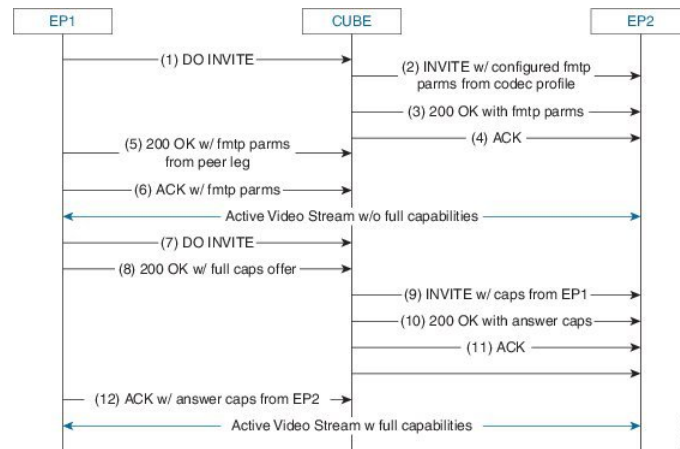 EP1
CUBE
EP2
(1) DO INVITE
(2) INVITE w/ configured fmtp
parms from codec profile
(3) 200 OK with fmtp parms
(4) ACK
(5) 200 OK w/ fmtp parms
from peer leg
(6) ACK w/ fmtp parms
Active Video Stream w/o full capabilities
(7) DO INVITE
(8) 200 OK w/ full caps offer
(9) INVITE w/ caps from EP1
(10) 200 OK with answer caps
(11) ACK
(12) ACK w/ answer caps from EP2
Active Video Stream w full capabilities